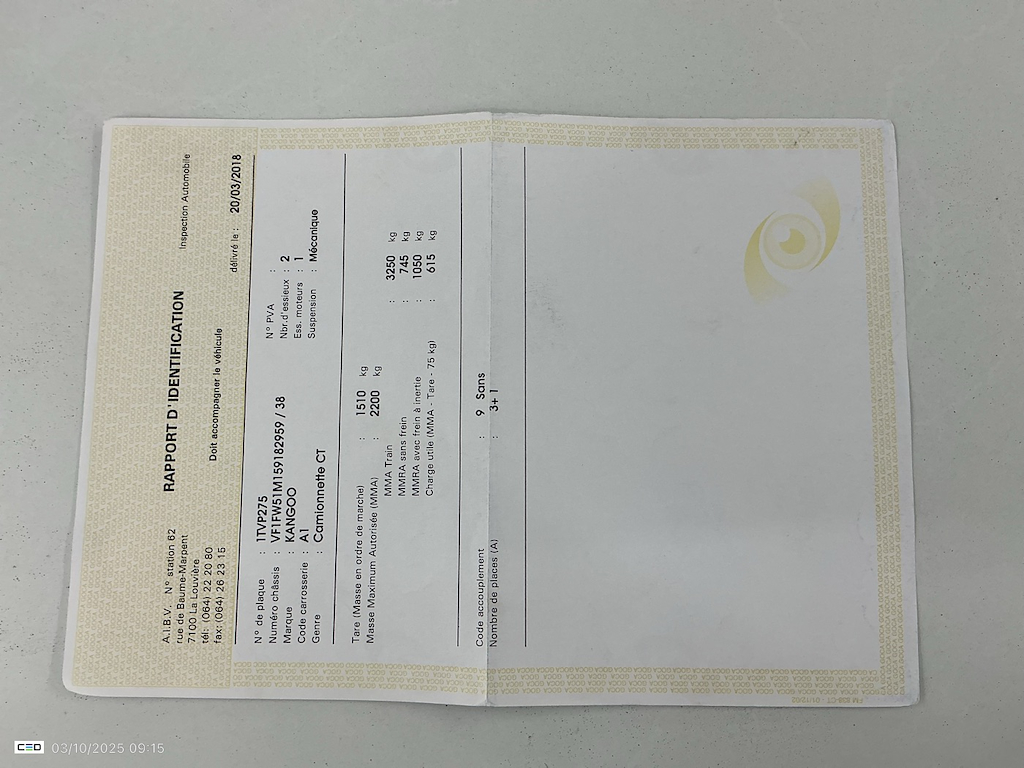 A.I.B.V. N° station 62
rue de Baume-Marpent
7100 La Louvière
tél: (064) 22 20 80
fax: (064) 26 23 15
RAPPORT D'IDENTIFICATION
Inspection Automobile
Doit accompagner le véhicule
délivré le : 20/03/2018
N° de plaque : 1TVP275
N° PVA :
Numéro châssis : VF1FW51M159182959 / 38
Nbr.d'essieux : 2
Marque : KANGOO
Ess. moteurs : 1
Code carrosserie : A1
Suspension : Mécanique
Genre : Camionnette CT
Tare (Masse en ordre de marche) : 1510 kg
Masse Maximum Autorisée (MMA) : 2200 kg
MMA Train : 3250 kg
MMRA sans frein : 745 kg
MMRA avec frein à inertie : 1050 kg
Charge utile (MMA - Tare - 75 kg) : 615 kg
Code accouplement : 9 Sans
Nombre de places (A) : 3+ 1
CEO 03/10/2025 09:15